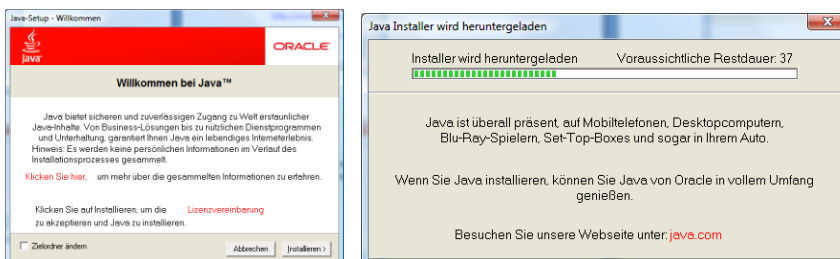 Java-Setup - Willkommen
Java
ORACLE
Willkommen bei Java™
Java bietet sicheren und zuverlässigen Zugang zu Welt erstaunlicher
Java-Inhalte. Von Business-Lösungen bis zu nützlichen Dienstprogrammen
und Unterhaltung, garantiert Ihnen Java ein lebendiges Interneterlebnis.
Hinweis: Es werden keine persönlichen Informationen im Verlauf des
Installationsprozesses gesammelt.
Klicken Sie hier, um mehr über die gesammelten Informationen zu erfahren.
Klicken Sie auf Installieren, um die Lizenzvereinbarung
zu akzeptieren und Java zu installieren.
Zielordner ändern
Abbrechen
Installieren >
Java Installer wird heruntergeladen
Installer wird heruntergeladen Voraussichtliche Restdauer: 37
Java ist überall präsent, auf Mobiltelefonen, Desktopcomputern,
Blu-Ray-Spielern, Set-Top-Boxes und sogar in Ihrem Auto.
Wenn Sie Java installieren, können Sie Java von Oracle in vollem Umfang
genießen.
Besuchen Sie unsere Webseite unter: java.com